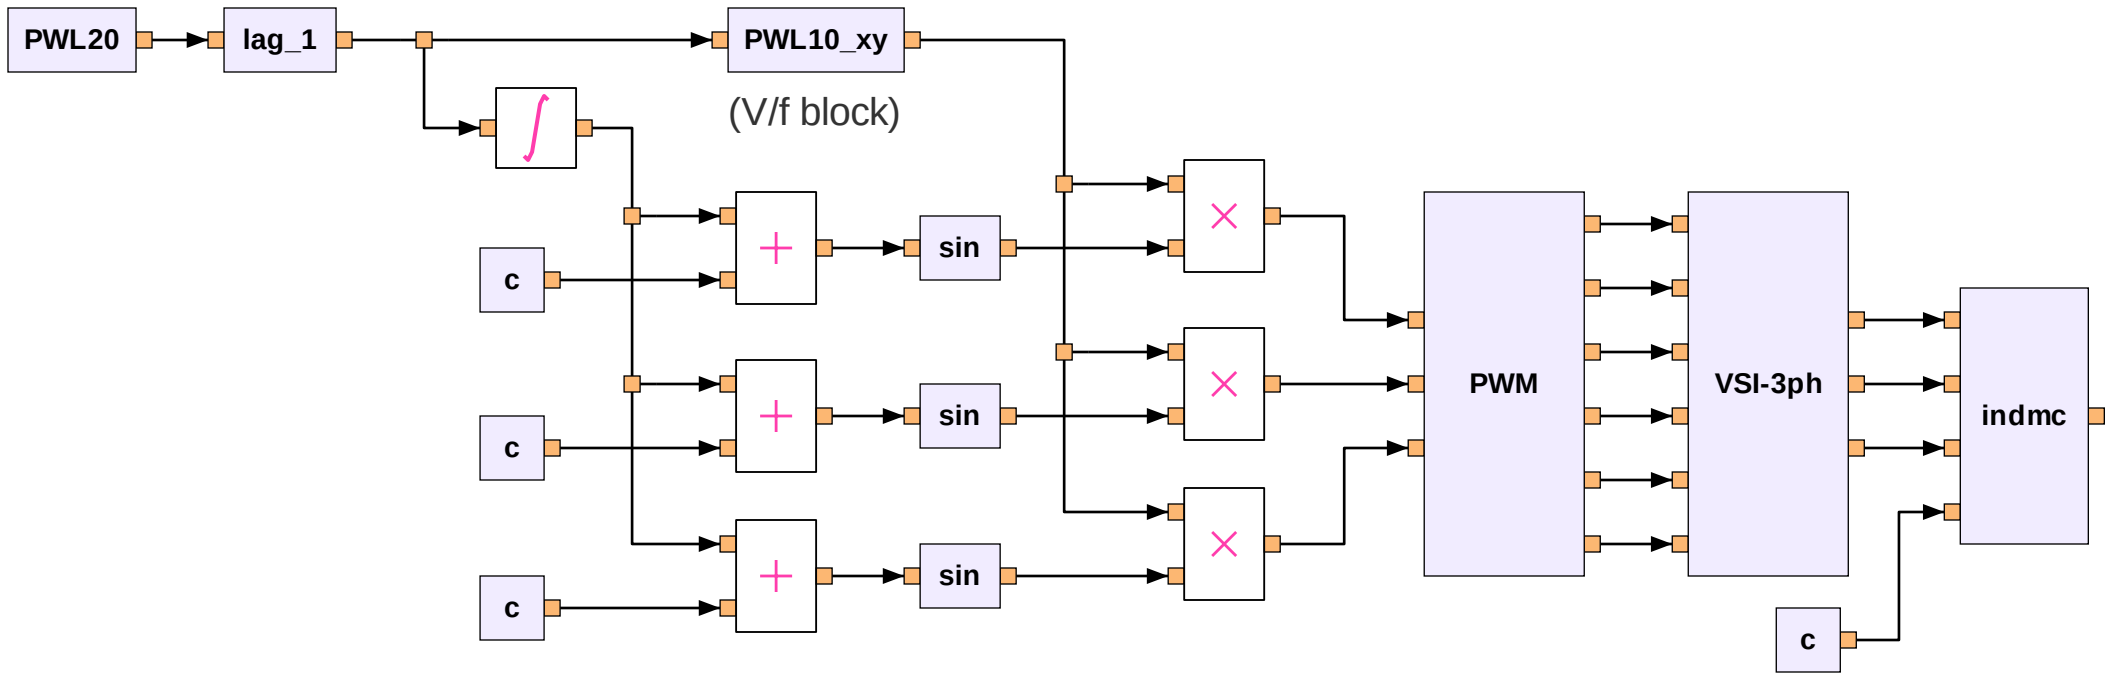 PWL20
lag_1
PWL10_xy
(V/f block)
∫
+
c
sin
×
+
c
sin
×
+
c
sin
×
PWM
VSI-3ph
indmc
c